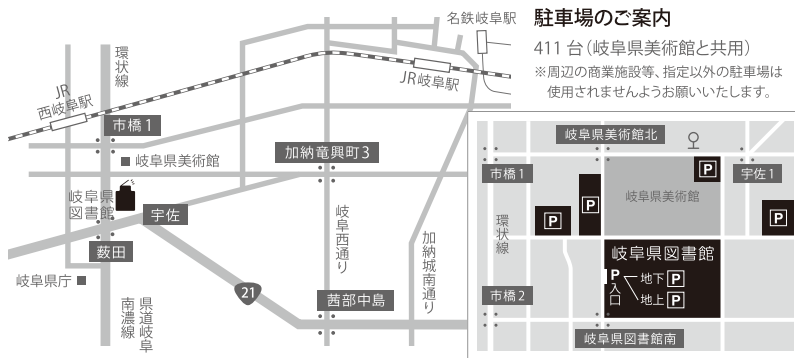 名鉄岐阜駅
駐車場のご案内
411 台(岐阜県美術館と共用)
※周辺の商業施設等、指定以外の駐車場は
使用されませんようお願いいたします。
環状線
JR
西岐阜駅
JR岐阜駅
市橋 1
岐阜県美術館
加納竜興町 3
岐阜県
図書館
宇佐
薮田
岐阜県庁
21
岐阜西通り
加納城南通り
茜部中島
県道岐阜
南濃線
岐阜県美術館北
P
市橋 1
宇佐 1
岐阜県美術館
P
P
P
環状線
岐阜県図書館
P
入口
地下 P
地上 P
市橋 2
岐阜県図書館南